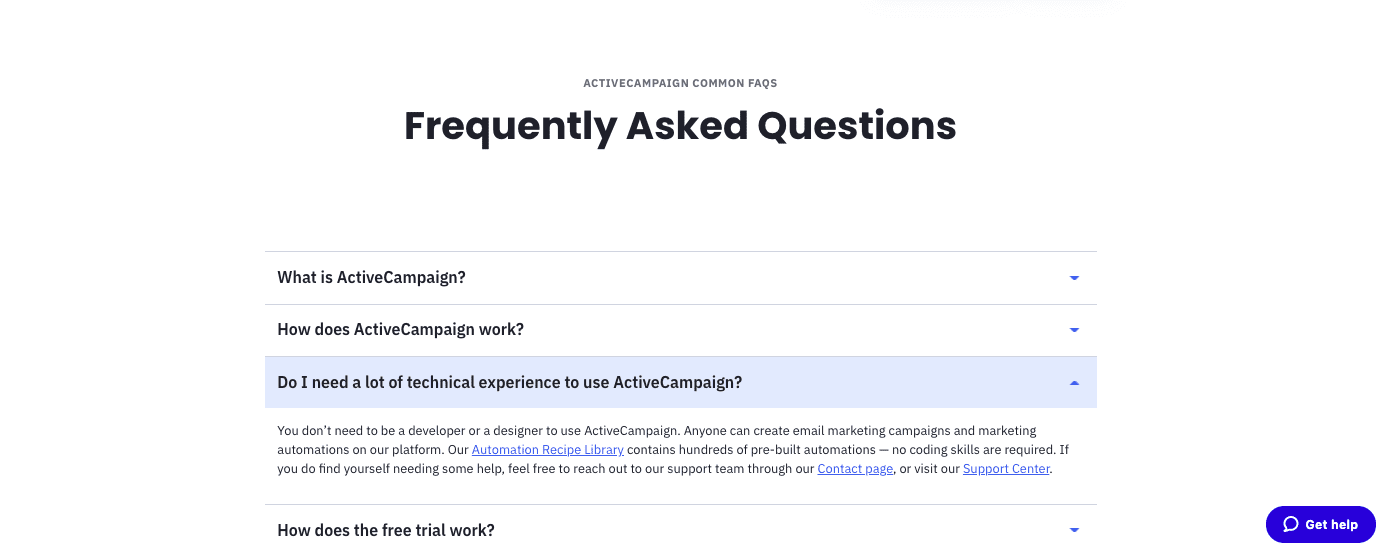 ACTIVECAMPAIGN COMMON FAQS
Frequently Asked Questions
What is ActiveCampaign?
How does ActiveCampaign work?
Do I need a lot of technical experience to use ActiveCampaign?
You don’t need to be a developer or a designer to use ActiveCampaign. Anyone can create email marketing campaigns and marketing
automations on our platform. Our Automation Recipe Library contains hundreds of pre-built automations — no coding skills are required. If
you do find yourself needing some help, feel free to reach out to our support team through our Contact page, or visit our Support Center.
How does the free trial work?
Get help